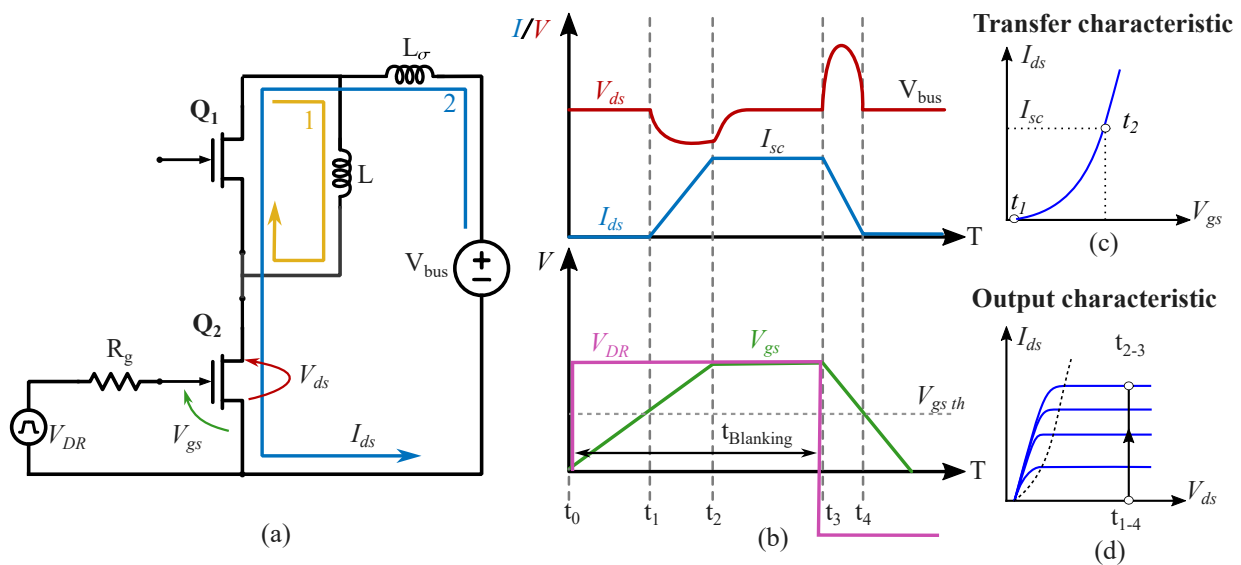 Q1
Lσ
1
2
L
Vbus
Q2
Rg
Vds
Vgs
VDR
Ids
(a)
I/V
Vds
Vbus
Isc
Ids
T
V
VDR
Vgs
Vgs th
tBlanking
T
t0
t1
t2
t3
t4
(b)
Transfer characteristic
Ids
Isc
t2
t1
Vgs
(c)
Output characteristic
Ids
t2-3
Vds
t1-4
(d)